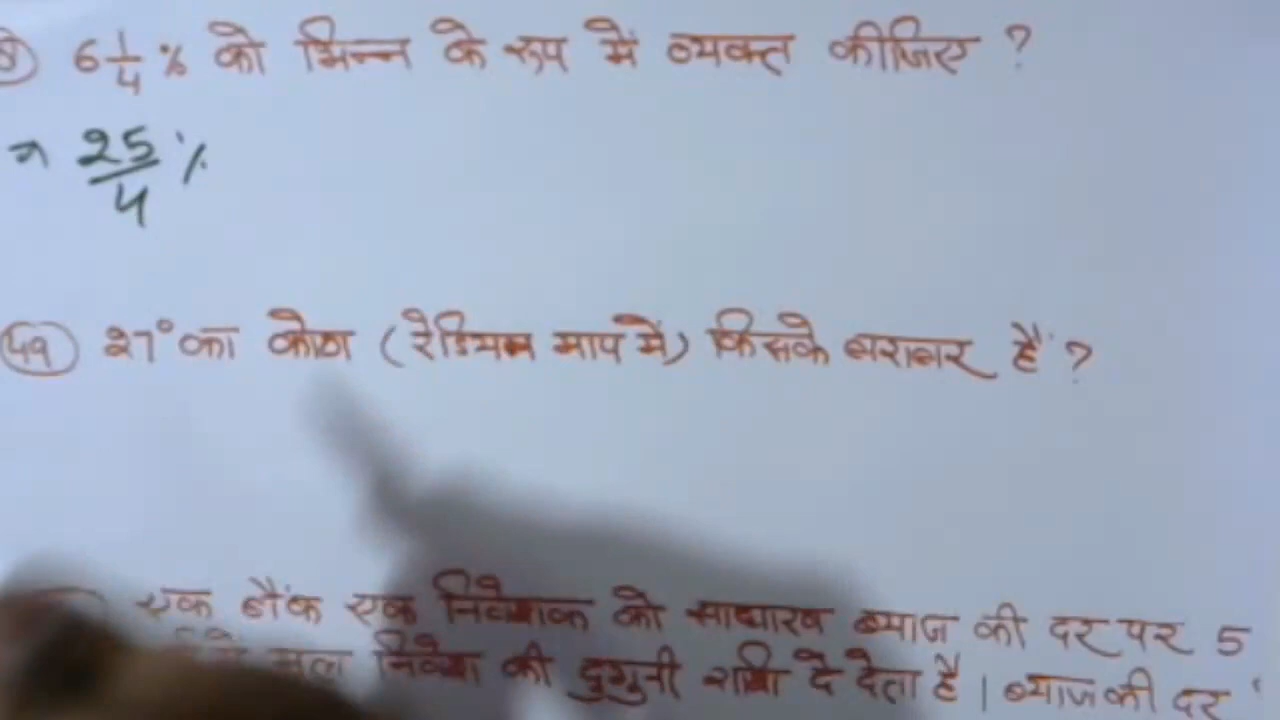 6 1/4 % को भिन्न के रूप में व्यक्त कीजिए ?
= 25/4 %
59 27° का कोण (रेडियन माप में) किसके बराबर हैं ?
एक बैंक एक निवेशक को साधारण ब्याज की दर पर 5
मूल निवेश की दुगुनी राशि दे देता है । ब्याज की दर